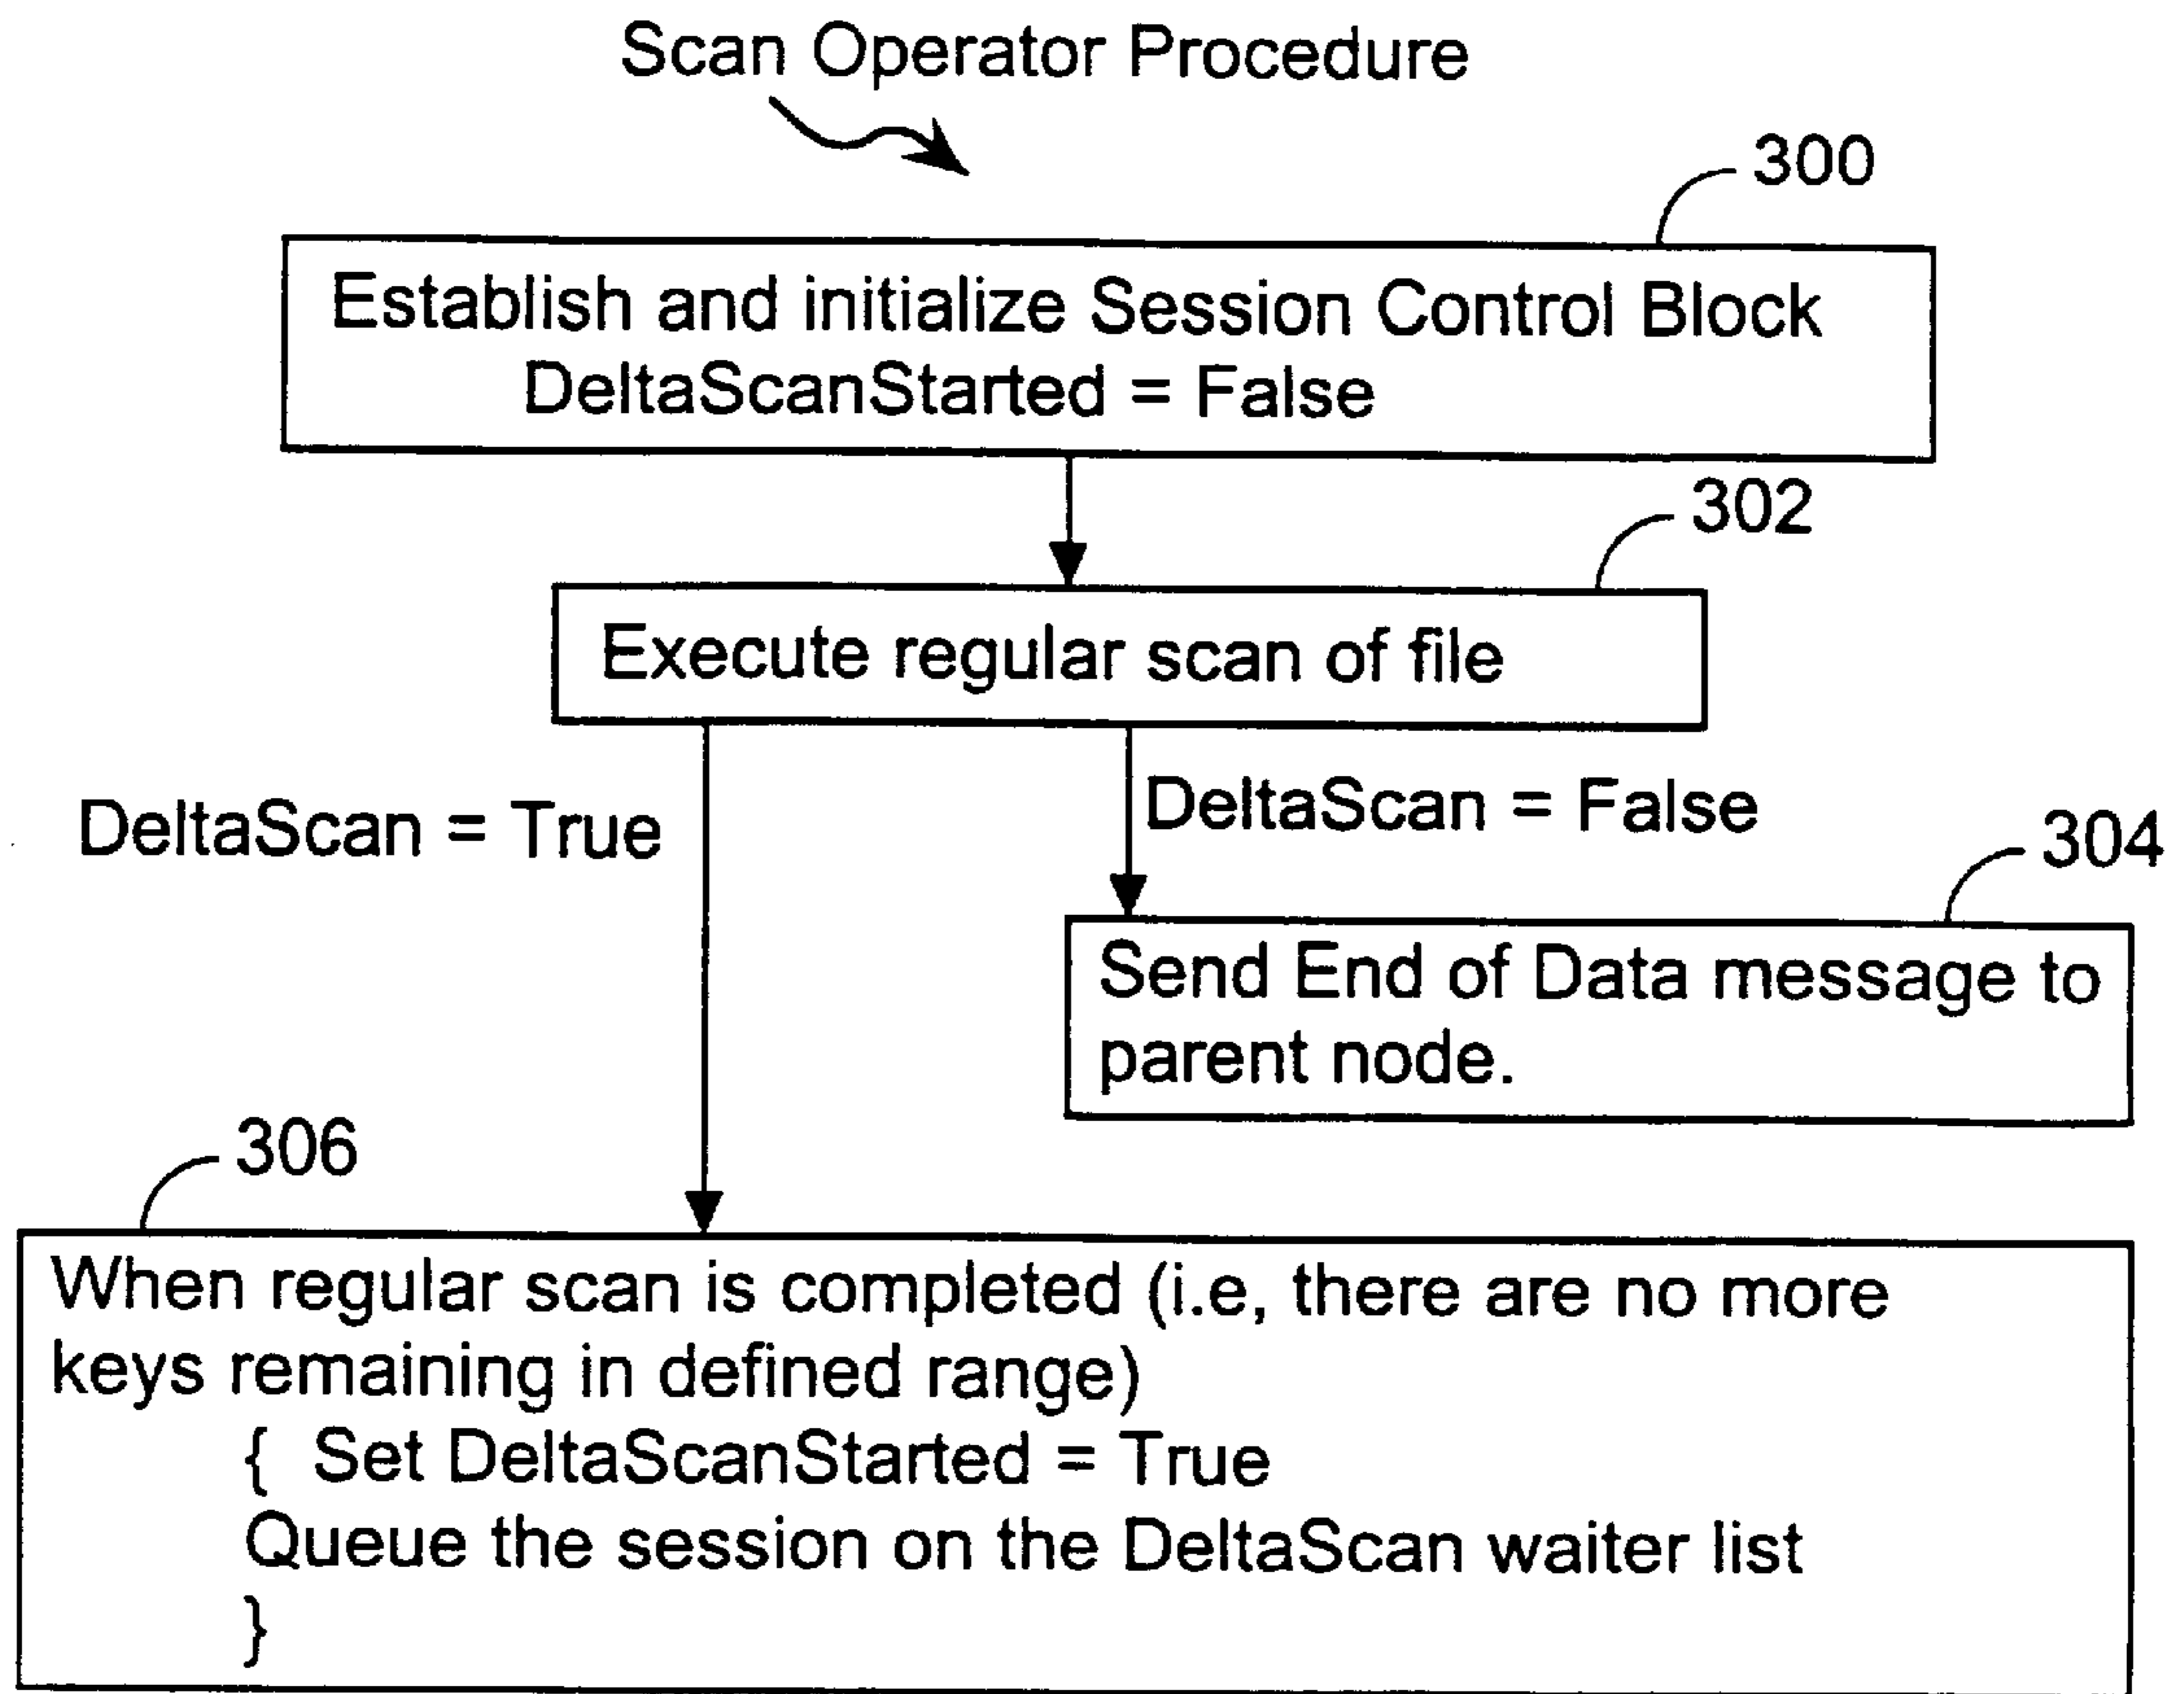 Scan Operator Procedure
300
Establish and initialize Session Control Block
DeltaScanStarted = False
302
Execute regular scan of file
DeltaScan = True
DeltaScan = False
304
Send End of Data message to
parent node.
306
When regular scan is completed (i.e, there are no more
keys remaining in defined range)
{ Set DeltaScanStarted = True
Queue the session on the DeltaScan waiter list
}